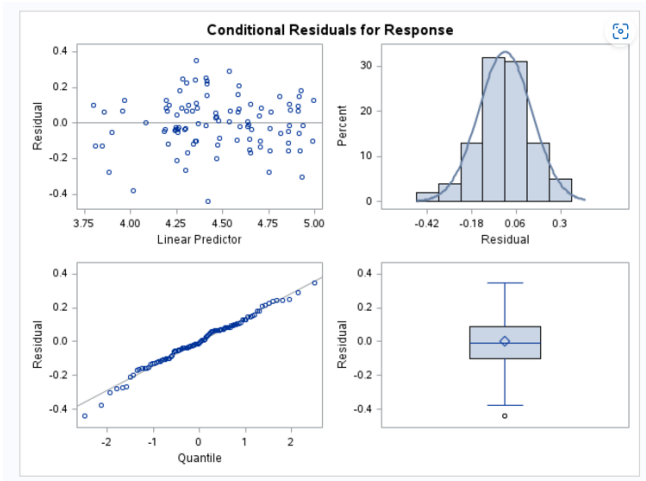 Conditional Residuals for Response
0.4
0.2
0.0
-0.2
-0.4
Residual
3.75 4.00 4.25 4.50 4.75 5.00
Linear Predictor
30
20
10
0
Percent
-0.42 -0.18 0.06 0.3
Residual
0.4
0.2
0.0
-0.2
-0.4
Residual
-2 -1 0 1 2
Quantile
0.4
0.2
0.0
-0.2
-0.4
Residual